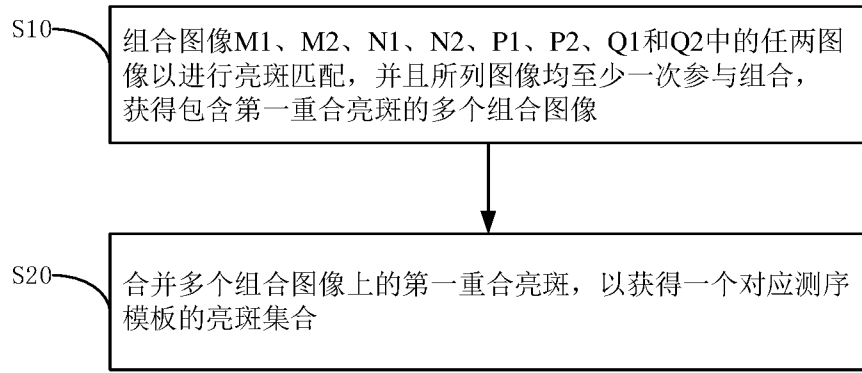 S10
组合图像M1、M2、N1、N2、P1、P2、Q1和Q2中的任两图
像以进行亮斑匹配，并且所列图像均至少一次参与组合，
获得包含第一重合亮斑的多个组合图像
S20
合并多个组合图像上的第一重合亮斑，以获得一个对应测序
模板的亮斑集合